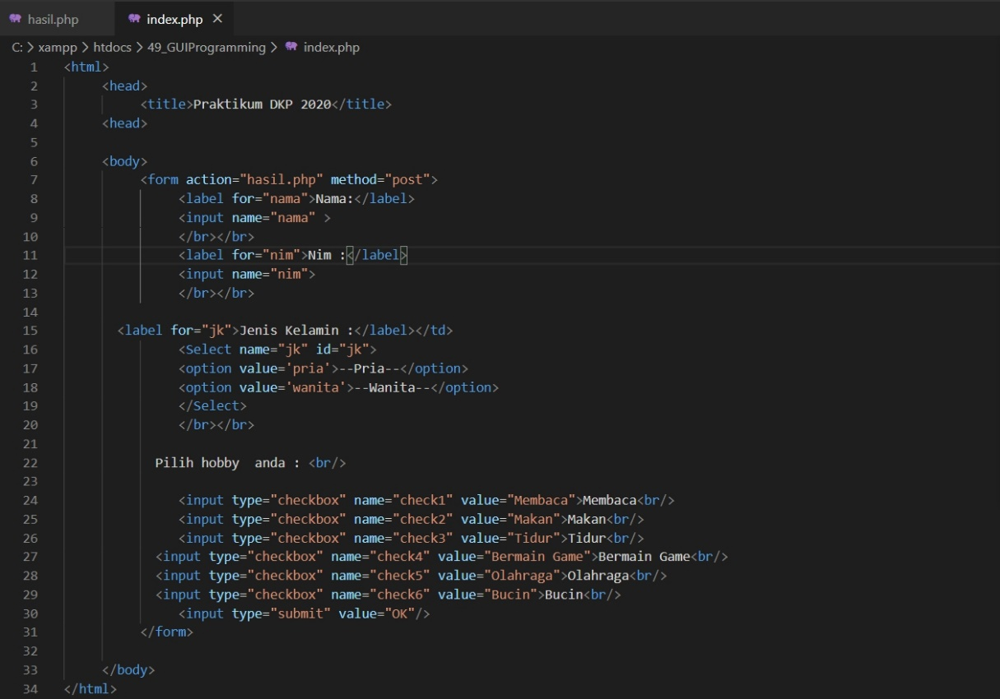 hasil.php index.php ×
C: > xampp > htdocs > 49_GUIProgramming > index.php
1 <html>
2 <head>
3 <title>Praktikum DKP 2020</title>
4 <head>
5
6 <body>
7 <form action="hasil.php" method="post">
8 <label for="nama">Nama:</label>
9 <input name="nama" >
10 </br></br>
11 <label for="nim">Nim :</label>
12 <input name="nim">
13 </br></br>
14
15 <label for="jk">Jenis Kelamin :</label></td>
16 <Select name="jk" id="jk">
17 <option value='pria'>--Pria--</option>
18 <option value='wanita'>--Wanita--</option>
19 </Select>
20 </br></br>
21
22 Pilih hobby  anda : <br/>
23
24 <input type="checkbox" name="check1" value="Membaca">Membaca<br/>
25 <input type="checkbox" name="check2" value="Makan">Makan<br/>
26 <input type="checkbox" name="check3" value="Tidur">Tidur<br/>
27 <input type="checkbox" name="check4" value="Bermain Game">Bermain Game<br/>
28 <input type="checkbox" name="check5" value="Olahraga">Olahraga<br/>
29 <input type="checkbox" name="check6" value="Bucin">Bucin<br/>
30 <input type="submit" value="OK"/>
31 </form>
32
33 </body>
34 </html>